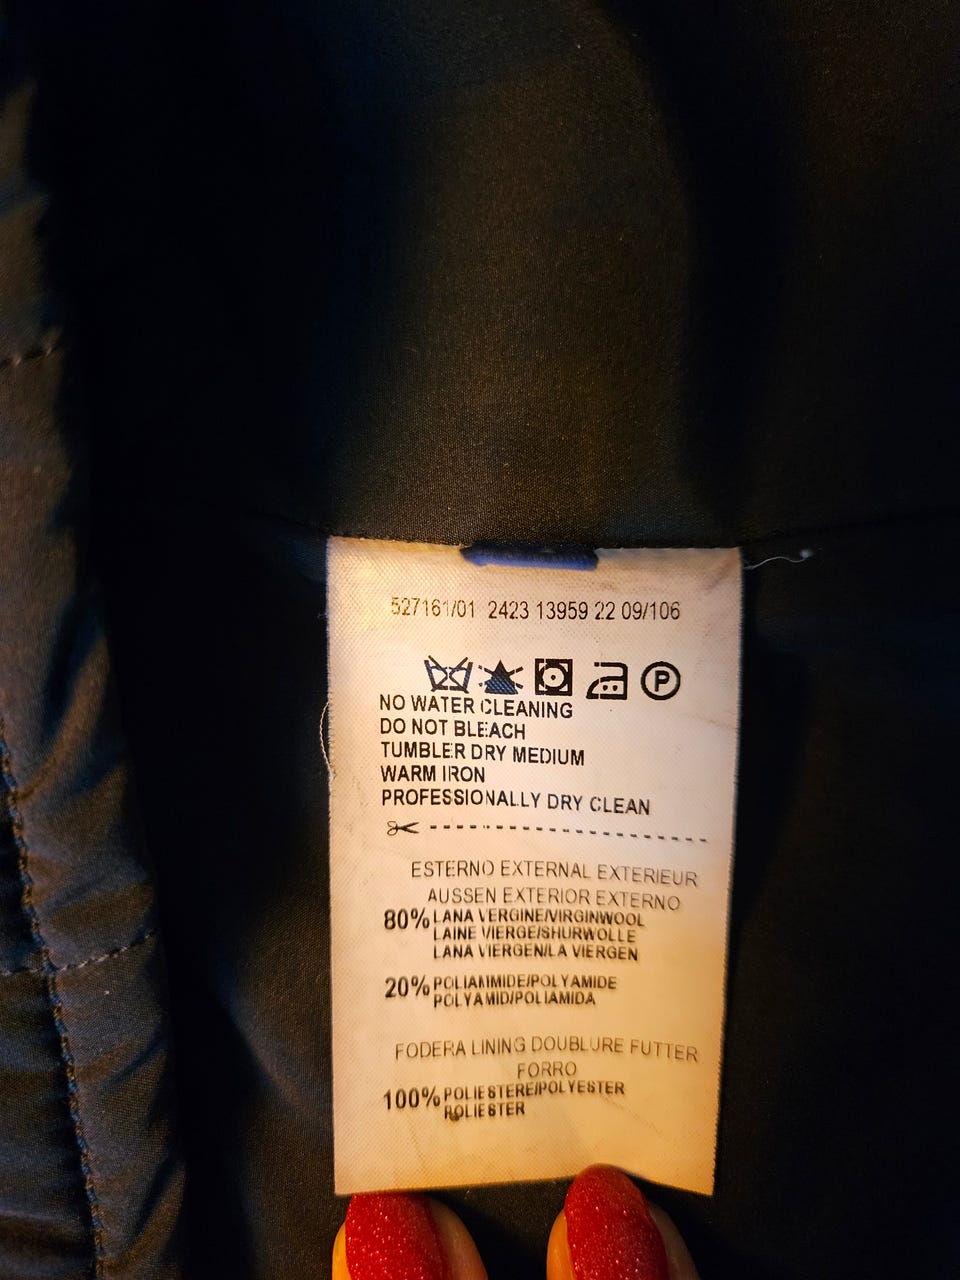 527161/01 2423 13959 22 09/106
P
NO WATER CLEANING
DO NOT BLEACH
TUMBLER DRY MEDIUM
WARM IRON
PROFESSIONALLY DRY CLEAN
ESTERNO EXTERNAL EXTERIEUR
AUSSEN EXTERIOR EXTERNO
80% LANA VERGINE/VIRGINWOOL
LAINE VIERGE/SHURWOLLE
LANA VIERGEN/LA VIERGEN
20% POLIAMMIDE/POLYAMIDE
POLYAMID/POLIAMIDA
FODERA LINING DOUBLURE FUTTER
FORRO
100% POLIESTERE/POLYESTER
POLIESTER